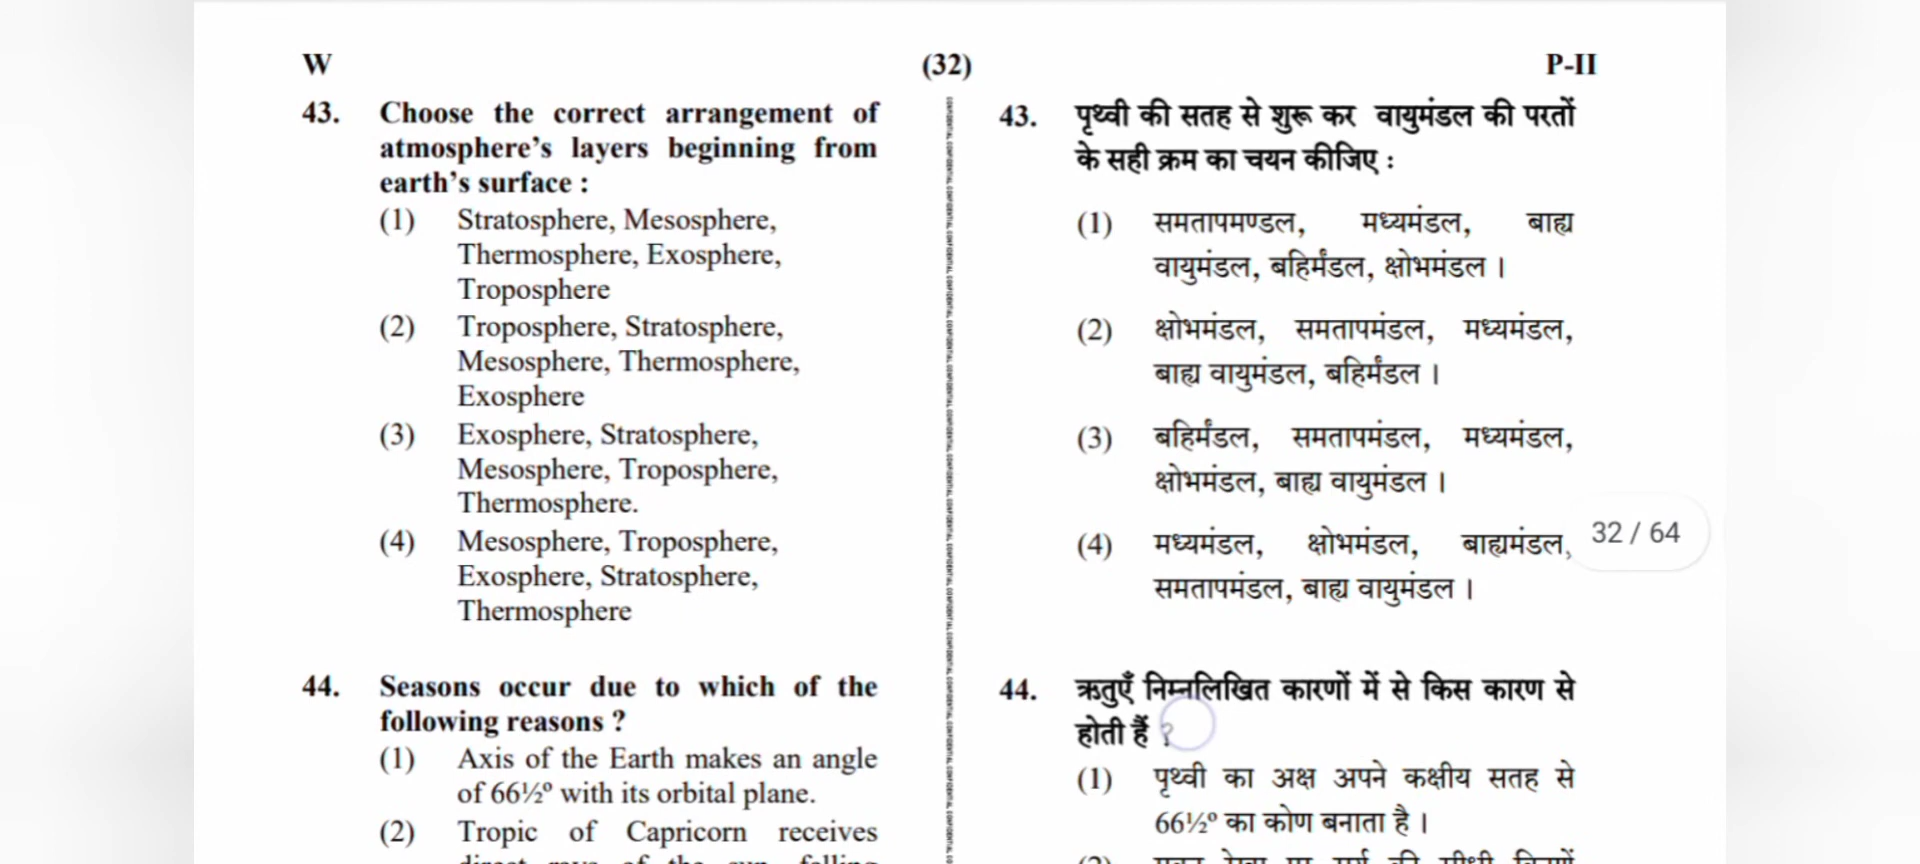 W
(32)
P-II
43. Choose the correct arrangement of
atmosphere's layers beginning from
earth's surface :
(1) Stratosphere, Mesosphere,
Thermosphere, Exosphere,
Troposphere
(2) Troposphere, Stratosphere,
Mesosphere, Thermosphere,
Exosphere
(3) Exosphere, Stratosphere,
Mesosphere, Troposphere,
Thermosphere.
(4) Mesosphere, Troposphere,
Exosphere, Stratosphere,
Thermosphere
44. Seasons occur due to which of the
following reasons ?
(1) Axis of the Earth makes an angle
of 66½º with its orbital plane.
(2) Tropic of Capricorn receives
43. पृथ्वी की सतह से शुरू कर वायुमंडल की परतों
के सही क्रम का चयन कीजिए :
(1) समतापमण्डल, मध्यमंडल, बाह्य
वायुमंडल, बहिर्मंडल, क्षोभमंडल ।
(2) क्षोभमंडल, समतापमंडल, मध्यमंडल,
बाह्य वायुमंडल, बहिर्मंडल ।
(3) बहिर्मंडल, समतापमंडल, मध्यमंडल,
क्षोभमंडल, बाह्य वायुमंडल ।
(4) मध्यमंडल, क्षोभमंडल, बाह्यमंडल,
समतापमंडल, बाह्य वायुमंडल ।
32 / 64
44. ऋतुएँ निम्नलिखित कारणों में से किस कारण से
होती हैं ?
(1) पृथ्वी का अक्ष अपने कक्षीय सतह से
66½º का कोण बनाता है ।